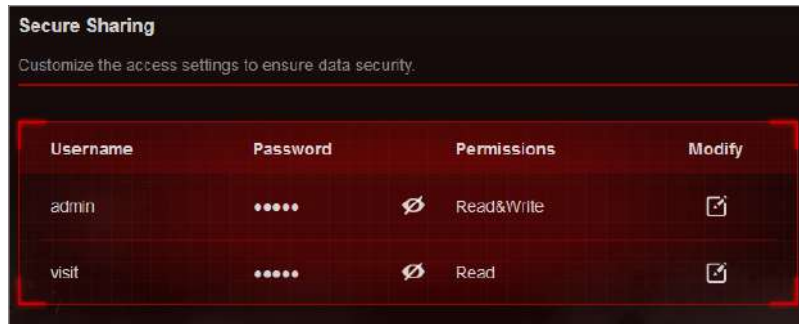 Secure Sharing
Customize the access settings to ensure data security.
Username Password Permissions Modify
admin ••••• Read&Write
visit ••••• Read